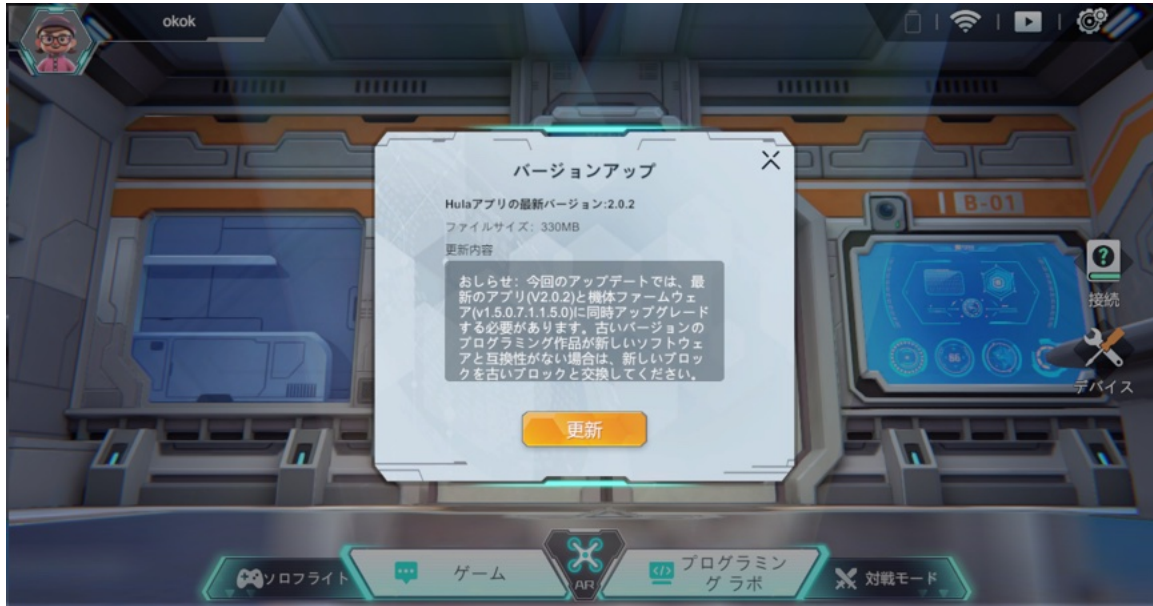 okok
バージョンアップ
Hulaアプリの最新バージョン:2.0.2
ファイルサイズ: 330MB
更新内容
おしらせ: 今回のアップデートでは、最
新のアプリ(V2.0.2)と機体ファームウェ
ア(v1.5.0.7.1.1.5.0)に同時アップグレード
する必要があります。古いバージョンの
プログラミング作品が新しいソフトウェ
アと互換性がない場合は、新しいブロッ
クを古いブロックと交換してください。
更新
B-01
66
接続
デバイス
ソロフライト
ゲーム
AR
プログラミン
グ ラボ
対戦モード